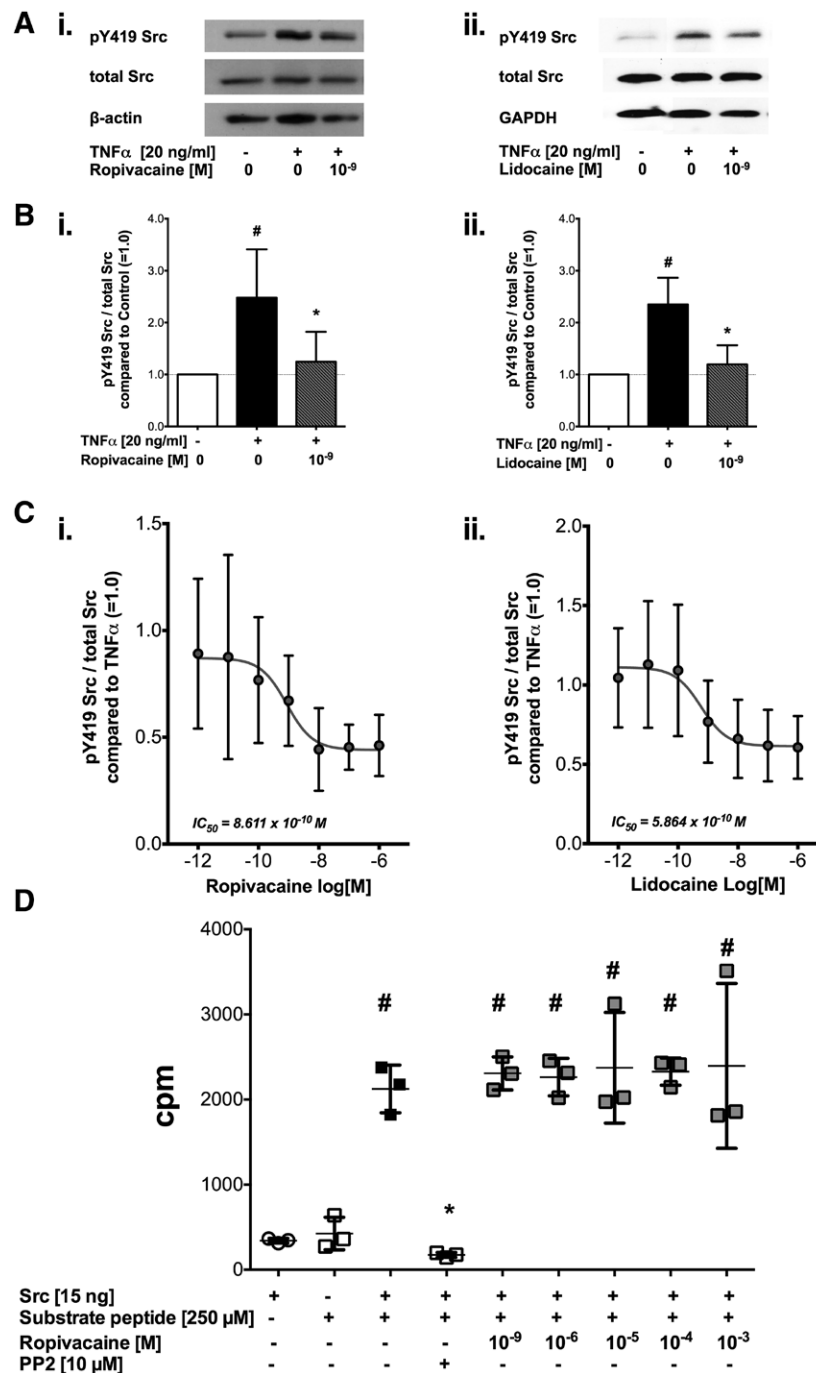 A i. ii.
pY419 Src pY419 Src
total Src total Src
β-actin GAPDH
TNFα [20 ng/ml] - + + TNFα [20 ng/ml] - + +
Ropivacaine [M] 0 0 10⁻⁹ Lidocaine [M] 0 0 10⁻⁹
B i. ii.
pY419 Src / total Src
compared to Control (=1.0)
4.0
3.0
2.0
1.0
0.0
#
*
TNFα [20 ng/ml] - + +
Ropivacaine [M] 0 0 10⁻⁹
pY419 Src / total Src
compared to Control (=1.0)
4.0
3.0
2.0
1.0
0.0
#
*
TNFα [20 ng/ml] - + +
Lidocaine [M] 0 0 10⁻⁹
C i. ii.
pY419 Src / total Src
compared to TNFα (=1.0)
1.5
1.0
0.5
0.0
IC₅₀ = 8.611 x 10⁻¹⁰ M
-12 -10 -8 -6
Ropivacaine log[M]
pY419 Src / total Src
compared to TNFα (=1.0)
2.0
1.5
1.0
0.5
0.0
IC₅₀ = 5.864 x 10⁻¹⁰ M
-12 -10 -8 -6
Lidocaine Log[M]
D
cpm
4000
3000
2000
1000
0
# * # # # # #
Src [15 ng] + - + + + + + + +
Substrate peptide [250 µM] - + + + + + + + +
Ropivacaine [M] - - - - 10⁻⁹ 10⁻⁶ 10⁻⁵ 10⁻⁴ 10⁻³
PP2 [10 µM] - - - + - - - - -